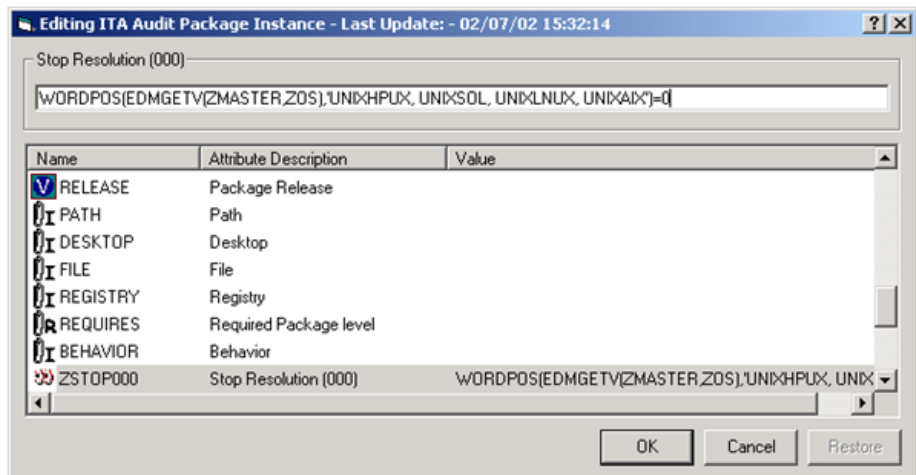 Editing ITA Audit Package Instance - Last Update: - 02/07/02 15:32:14
Stop Resolution (000)
WORDPOS(EDMGETV(ZMASTER,ZOS),'UNIXHPUX, UNIXSOL, UNIXLNUX, UNIXAIX')=0
Name Attribute Description Value
V RELEASE Package Release
PATH Path
DESKTOP Desktop
FILE File
REGISTRY Registry
REQUIRES Required Package level
BEHAVIOR Behavior
ZSTOP000 Stop Resolution (000) WORDPOS(EDMGETV(ZMASTER,ZOS),'UNIXHPUX, UNIX
OK Cancel Restore